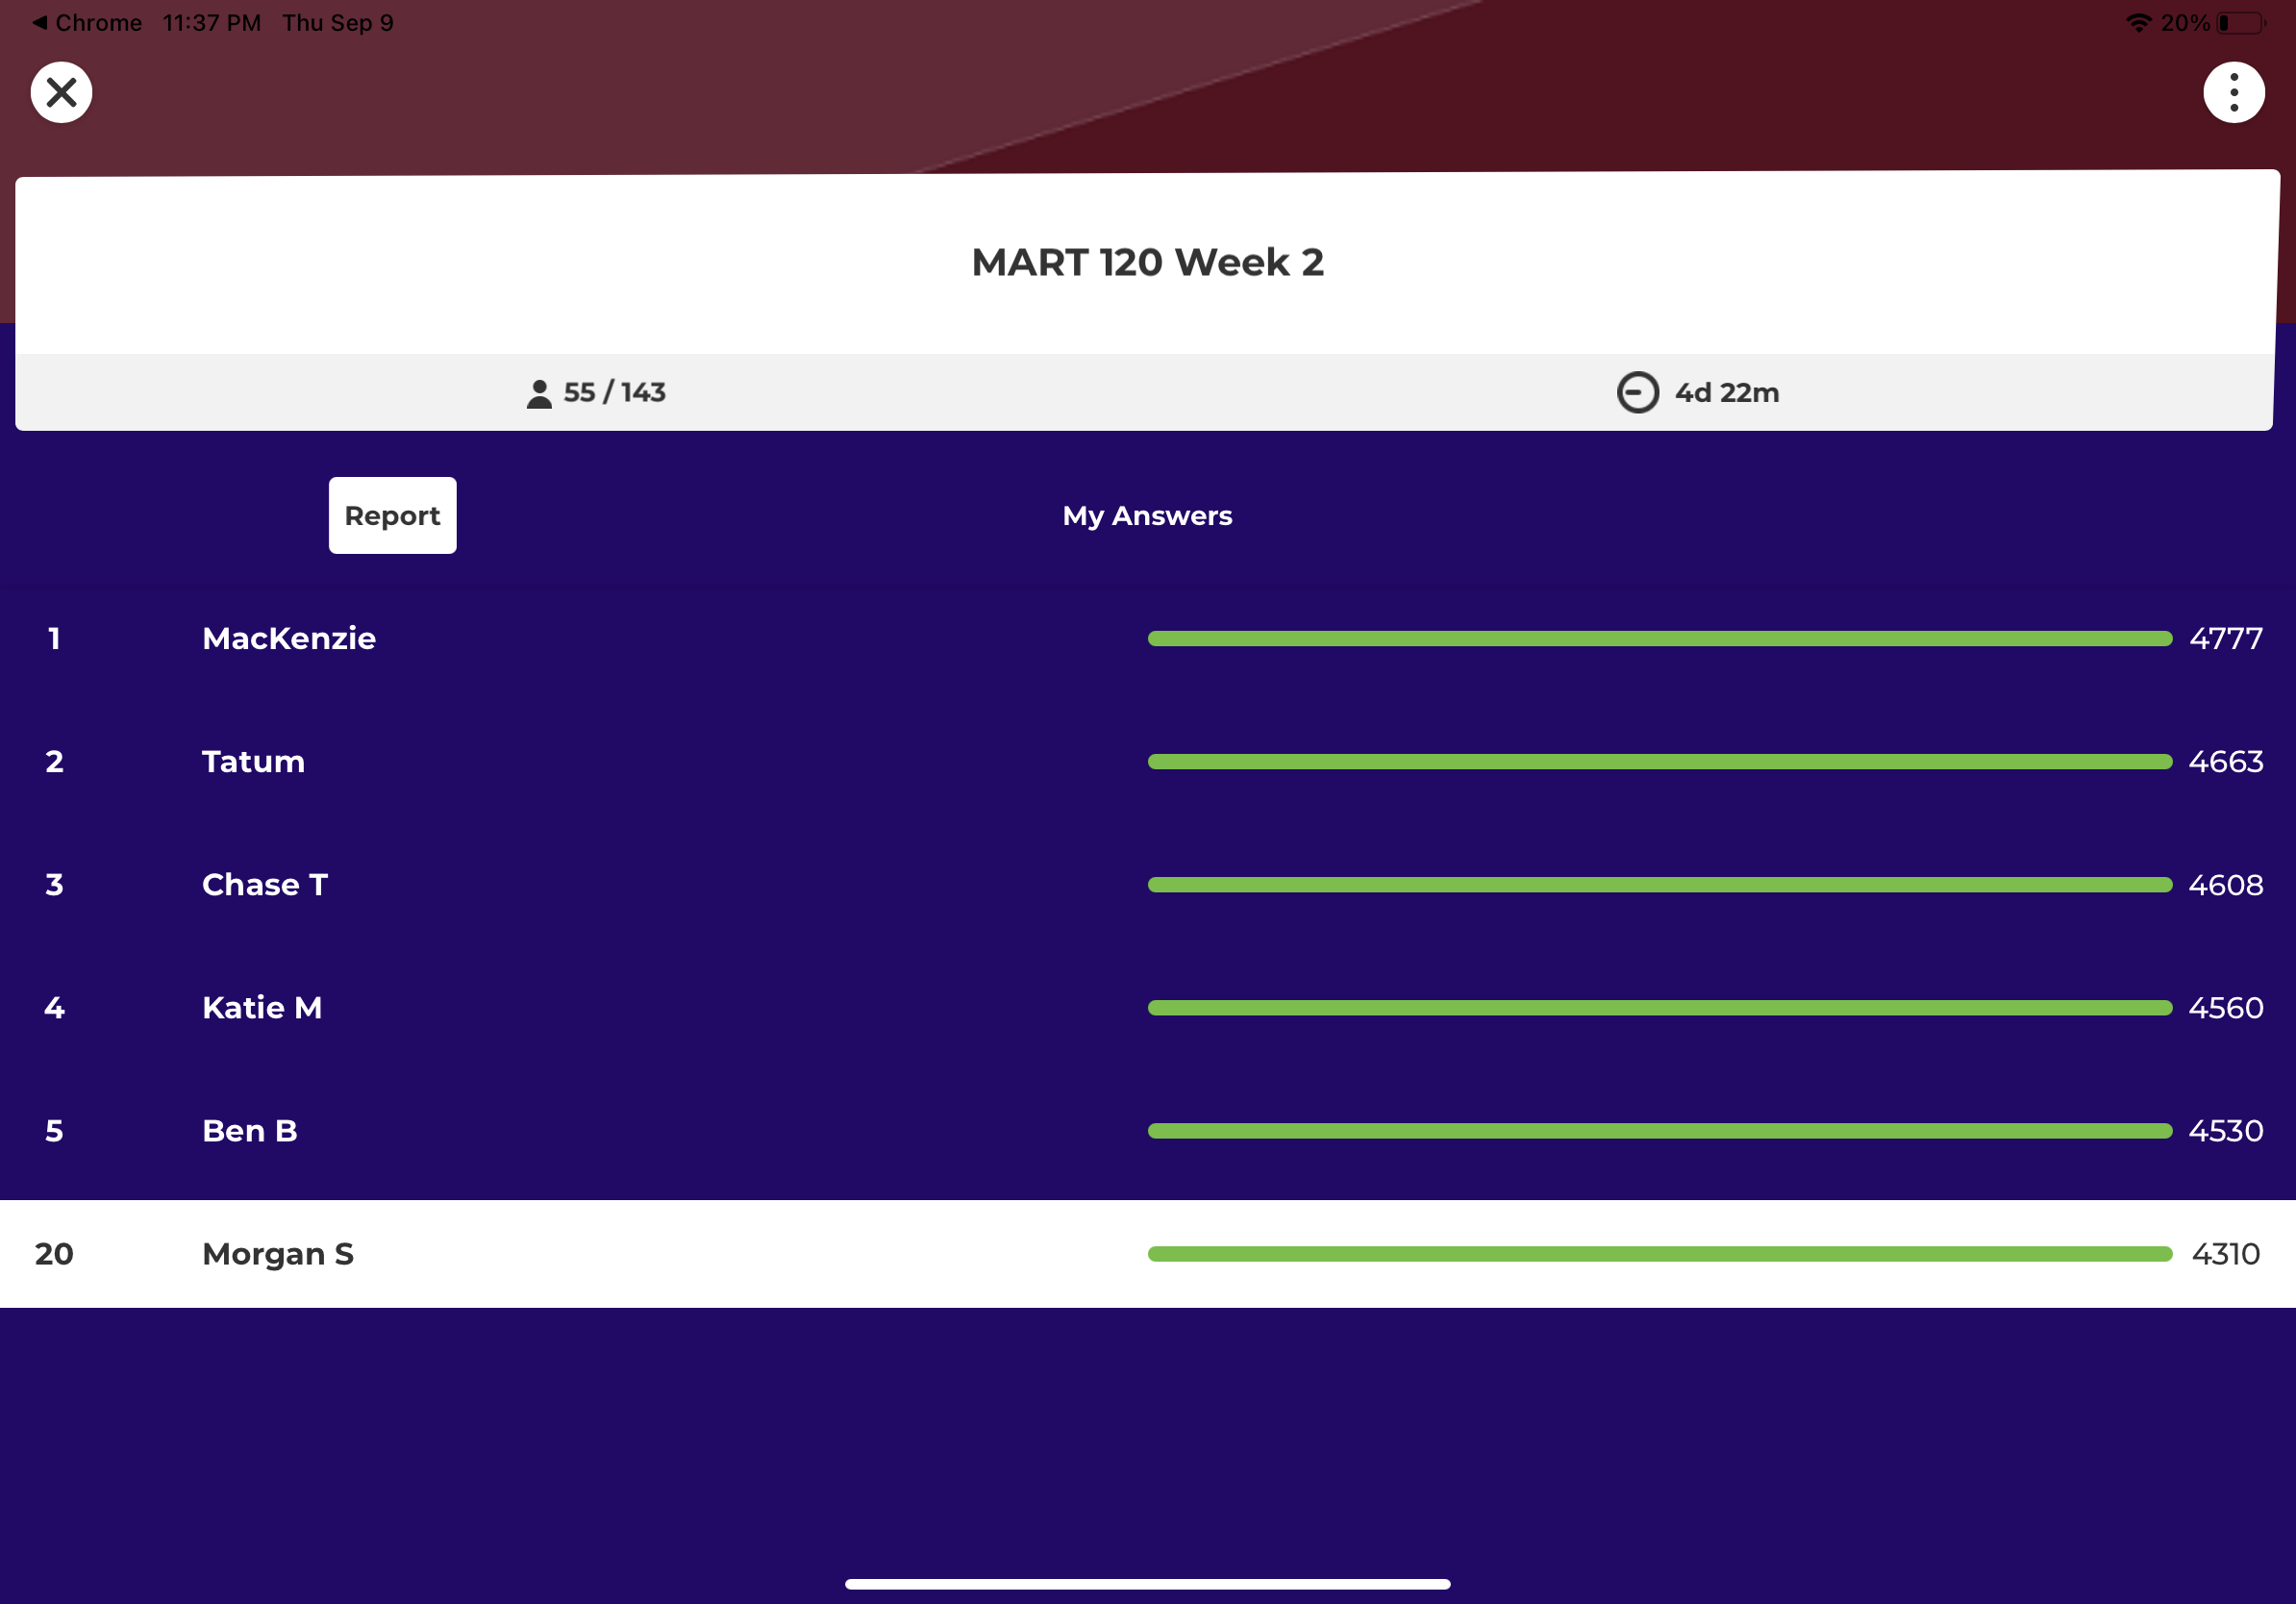 Chrome 11:37 PM Thu Sep 9 20%
MART 120 Week 2
55 / 143 4d 22m
Report My Answers
1 MacKenzie 4777
2 Tatum 4663
3 Chase T 4608
4 Katie M 4560
5 Ben B 4530
20 Morgan S 4310